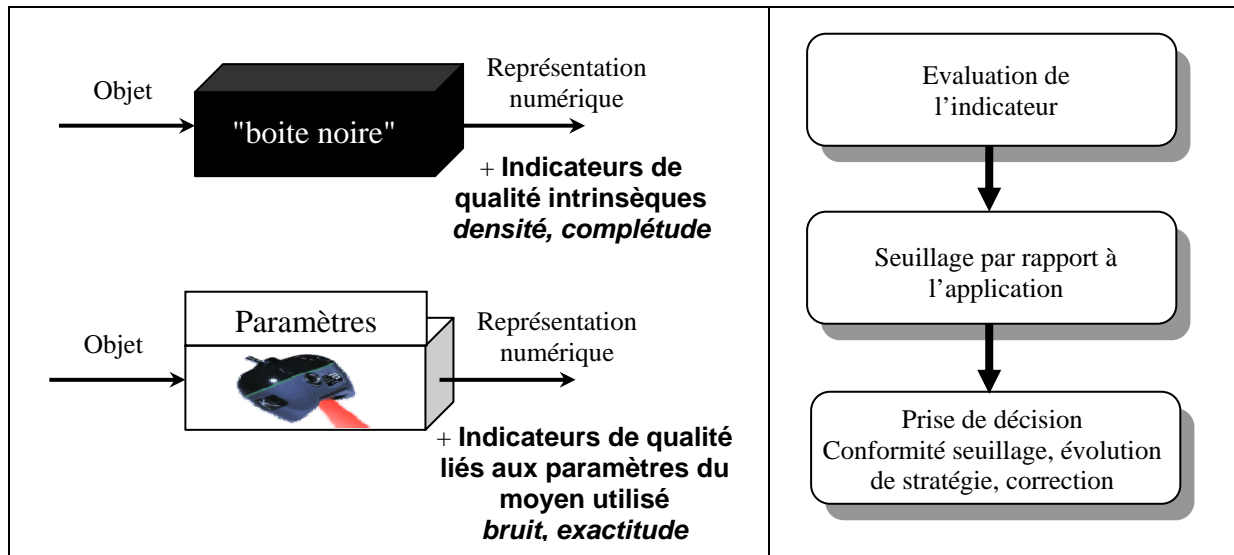 Objet
"boite noire"
Représentation
numérique
+ Indicateurs de
qualité intrinsèques
densité, complétude
Objet
Paramètres
Représentation
numérique
+ Indicateurs de qualité
liés aux paramètres du
moyen utilisé
bruit, exactitude
Evaluation de
l’indicateur
Seuillage par rapport à
l’application
Prise de décision
Conformité seuillage, évolution
de stratégie, correction